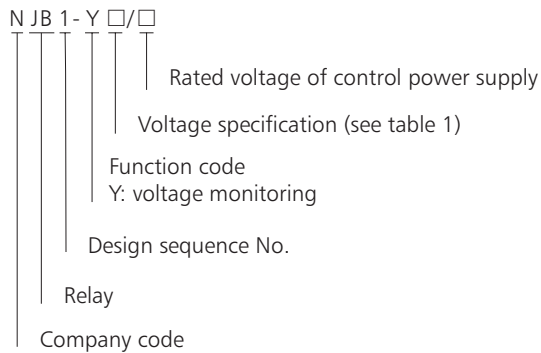 N JB 1 - Y □/□
Rated voltage of control power supply
Voltage specification (see table 1)
Function code
Y: voltage monitoring
Design sequence No.
Relay
Company code